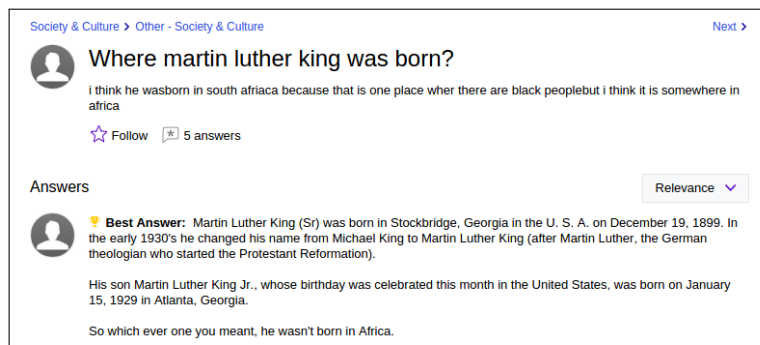 Society & Culture > Other - Society & Culture Next >
Where martin luther king was born?
i think he wasborn in south afriaca because that is one place wher there are black peoplebut i think it is somewhere in
africa
Follow 5 answers
Answers Relevance
Best Answer: Martin Luther King (Sr) was born in Stockbridge, Georgia in the U. S. A. on December 19, 1899. In
the early 1930's he changed his name from Michael King to Martin Luther King (after Martin Luther, the German
theologian who started the Protestant Reformation).
His son Martin Luther King Jr., whose birthday was celebrated this month in the United States, was born on January
15, 1929 in Atlanta, Georgia.
So which ever one you meant, he wasn't born in Africa.